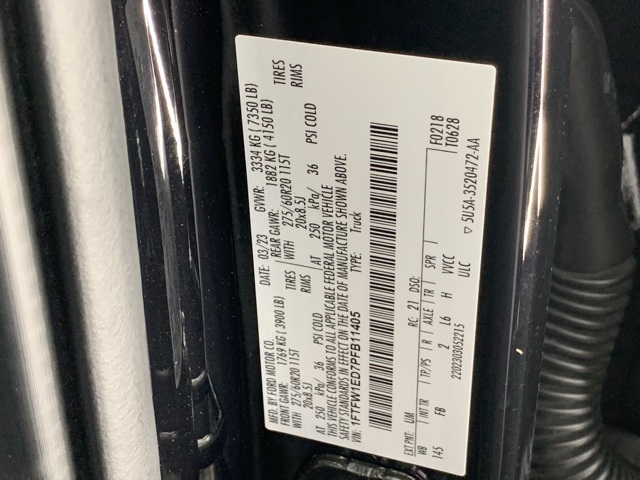 MFD. BY FORD MOTOR CO.
DATE: 03/23 GVWR: 3334 KG ( 7350 LB)
FRONT GAWR: 1769 KG ( 3900 LB) REAR GAWR: 1882 KG ( 4150 LB)
WITH 275/60R20 115T TIRES WITH 275/60R20 115T TIRES
20x8.5J RIMS 20x8.5J RIMS
AT 250 kPa/ 36 PSI COLD AT 250 kPa/ 36 PSI COLD
THIS VEHICLE CONFORMS TO ALL APPLICABLE FEDERAL MOTOR VEHICLE
SAFETY STANDARDS IN EFFECT ON THE DATE OF MANUFACTURE SHOWN ABOVE.
VIN: 1FTFW1ED7PFB11405 TYPE: Truck
F0218
T0628
EXT PNT: UM RC: 21 DSO:
WB INTTR TP/PS R AXLE TR SPR
145 FB 2 L6 H VVCC
ULC
2202303052215
▽ 5U5A-3520472-AA